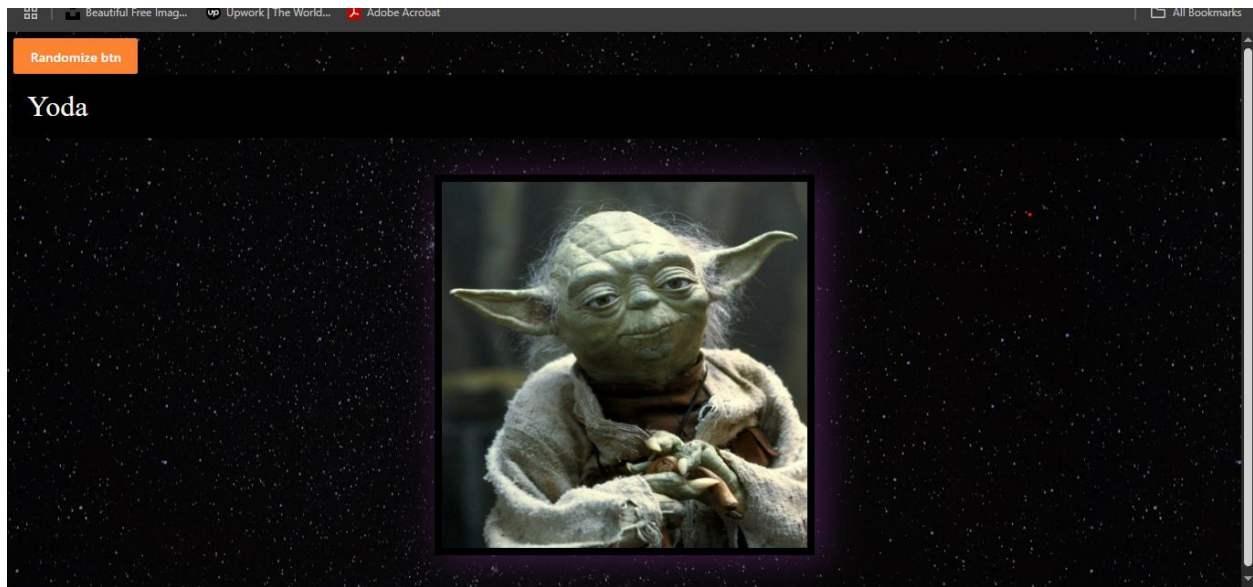 Beautiful Free Imag... Upwork | The World... Adobe Acrobat All Bookmarks
Randomize btn
Yoda